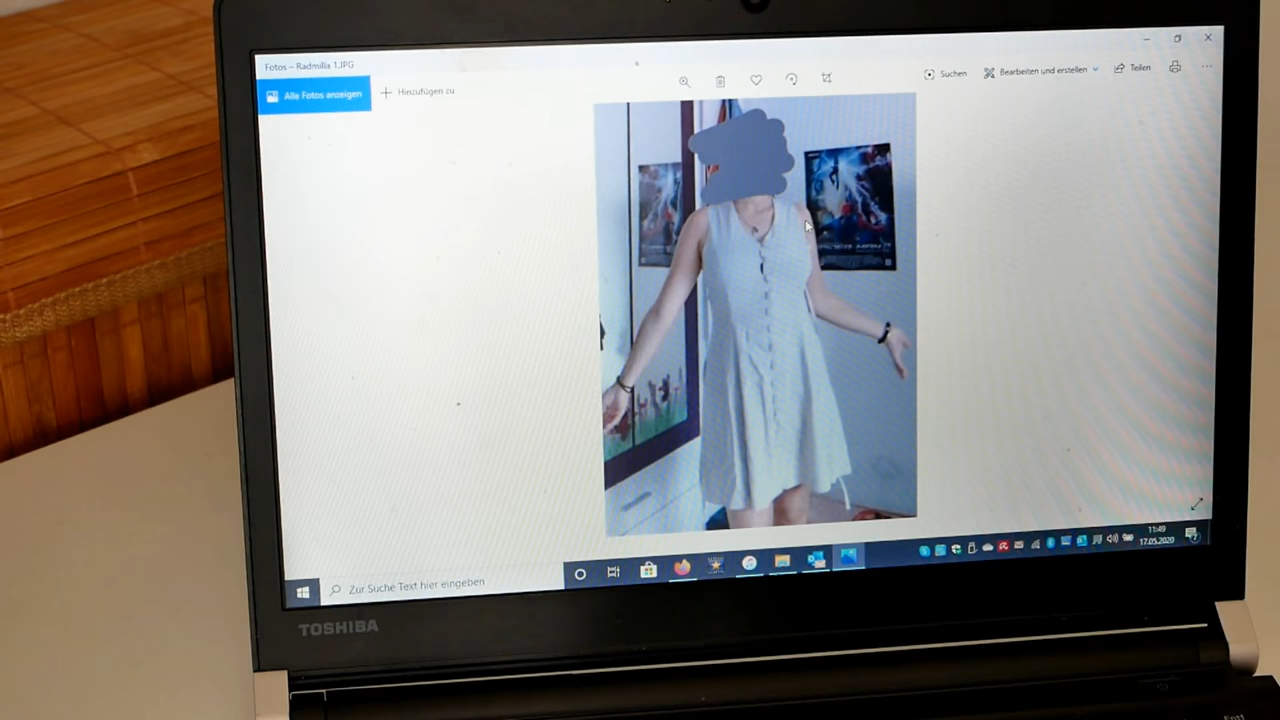 Fotos – Radmilla 1.JPG
Alle Fotos anzeigen
Hinzufügen zu
Suchen
Bearbeiten und erstellen
Teilen
Zur Suche Text hier eingeben
11:49
17.05.2020
TOSHIBA